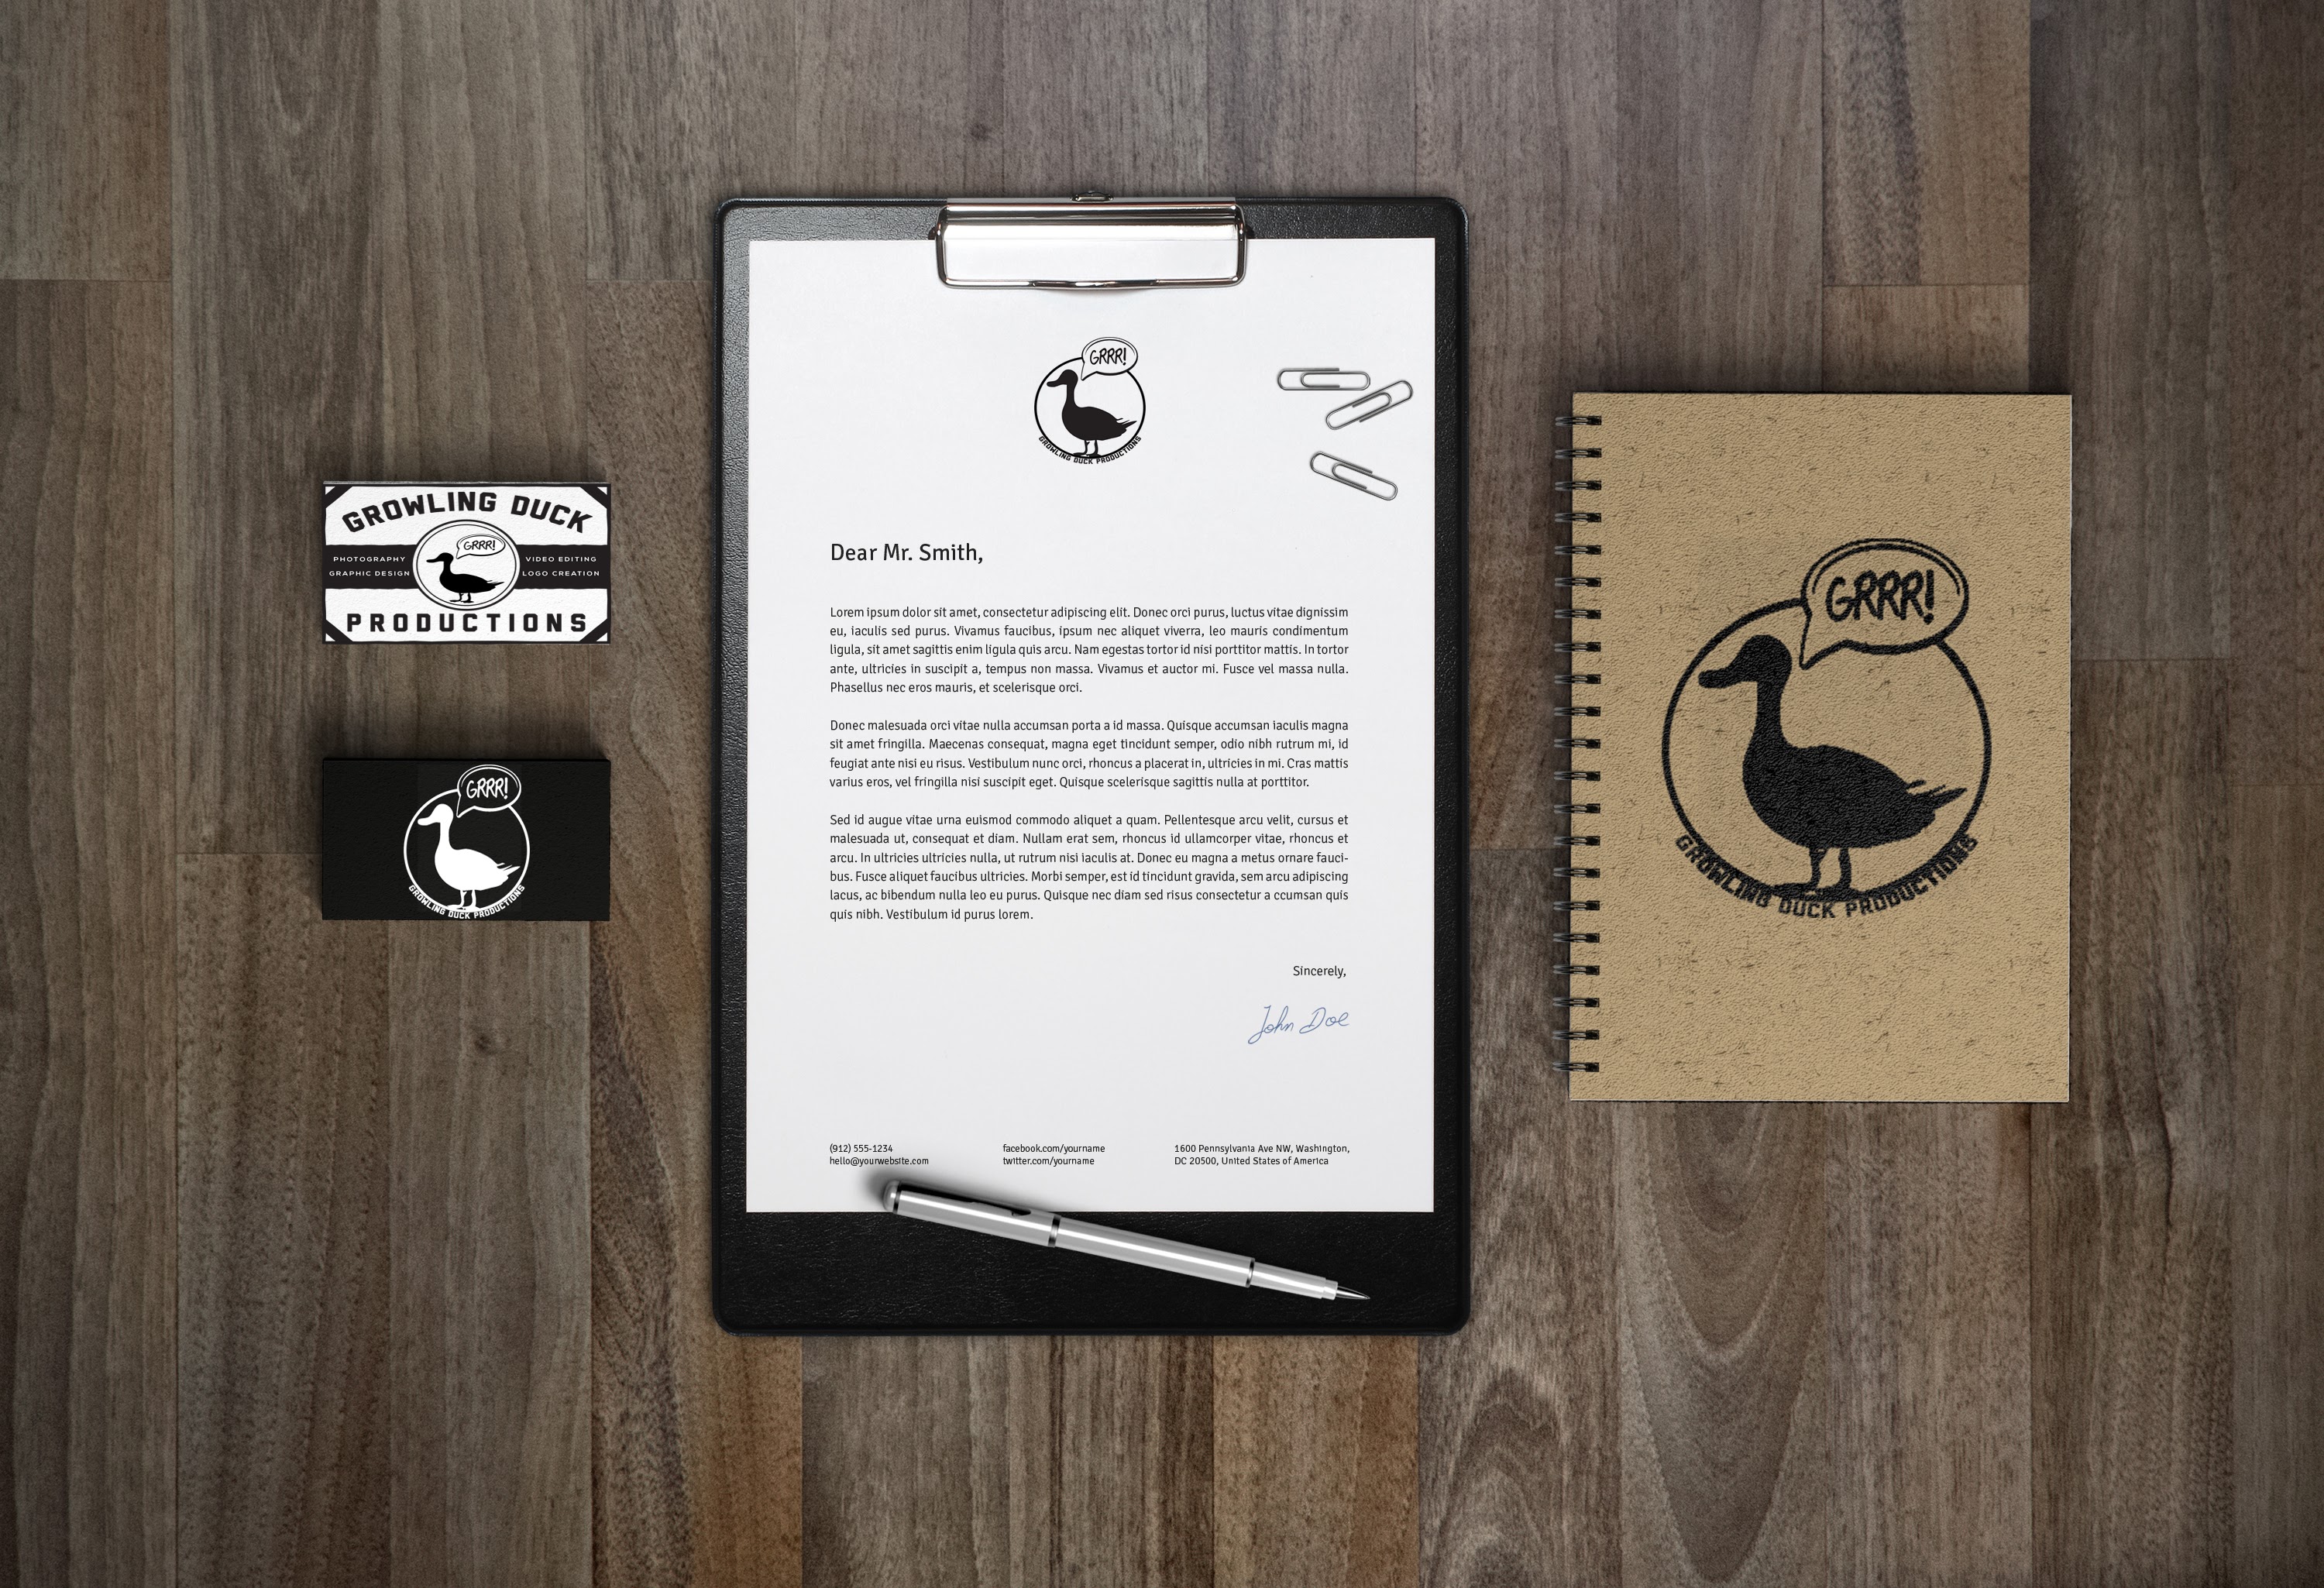 GROWLING DUCK
PHOTOGRAPHY
GRAPHIC DESIGN
GRRR!
VIDEO EDITING
LOGO CREATION
PRODUCTIONS
GRRR!
GROWLING DUCK PRODUCTIONS
GRRR!
GROWLING DUCK PRODUCTIONS
Dear Mr. Smith,
Lorem ipsum dolor sit amet, consectetur adipiscing elit. Donec orci purus, luctus vitae dignissim
eu, iaculis sed purus. Vivamus faucibus, ipsum nec aliquet viverra, leo mauris condimentum
ligula, sit amet sagittis enim ligula quis arcu. Nam egestas tortor id nisi porttitor mattis. In tortor
ante, ultricies in suscipit a, tempus non massa. Vivamus et auctor mi. Fusce vel massa nulla.
Phasellus nec eros mauris, et scelerisque orci.
Donec malesuada orci vitae nulla accumsan porta a id massa. Quisque accumsan iaculis magna
sit amet fringilla. Maecenas consequat, magna eget tincidunt semper, odio nibh rutrum mi, id
feugiat ante nisi eu risus. Vestibulum nunc orci, rhoncus a placerat in, ultricies in mi. Cras mattis
varius eros, vel fringilla nisi suscipit eget. Quisque scelerisque sagittis nulla at porttitor.
Sed id augue vitae urna euismod commodo aliquet a quam. Pellentesque arcu velit, cursus et
malesuada ut, consequat et diam. Nullam erat sem, rhoncus id ullamcorper vitae, rhoncus et
arcu. In ultricies ultricies nulla, ut rutrum nisi iaculis at. Donec eu magna a metus ornare fauci-
bus. Fusce aliquet faucibus ultricies. Morbi semper, est id tincidunt gravida, sem arcu adipiscing
lacus, ac bibendum nulla leo eu purus. Quisque nec diam sed risus consectetur a ccumsan quis
quis nibh. Vestibulum id purus lorem.
Sincerely,
John Doe
(912) 555-1234
hello@yourwebsite.com
facebook.com/yourname
twitter.com/yourname
1600 Pennsylvania Ave NW, Washington,
DC 20500, United States of America
GRRR!
GROWLING DUCK PRODUCTIONS